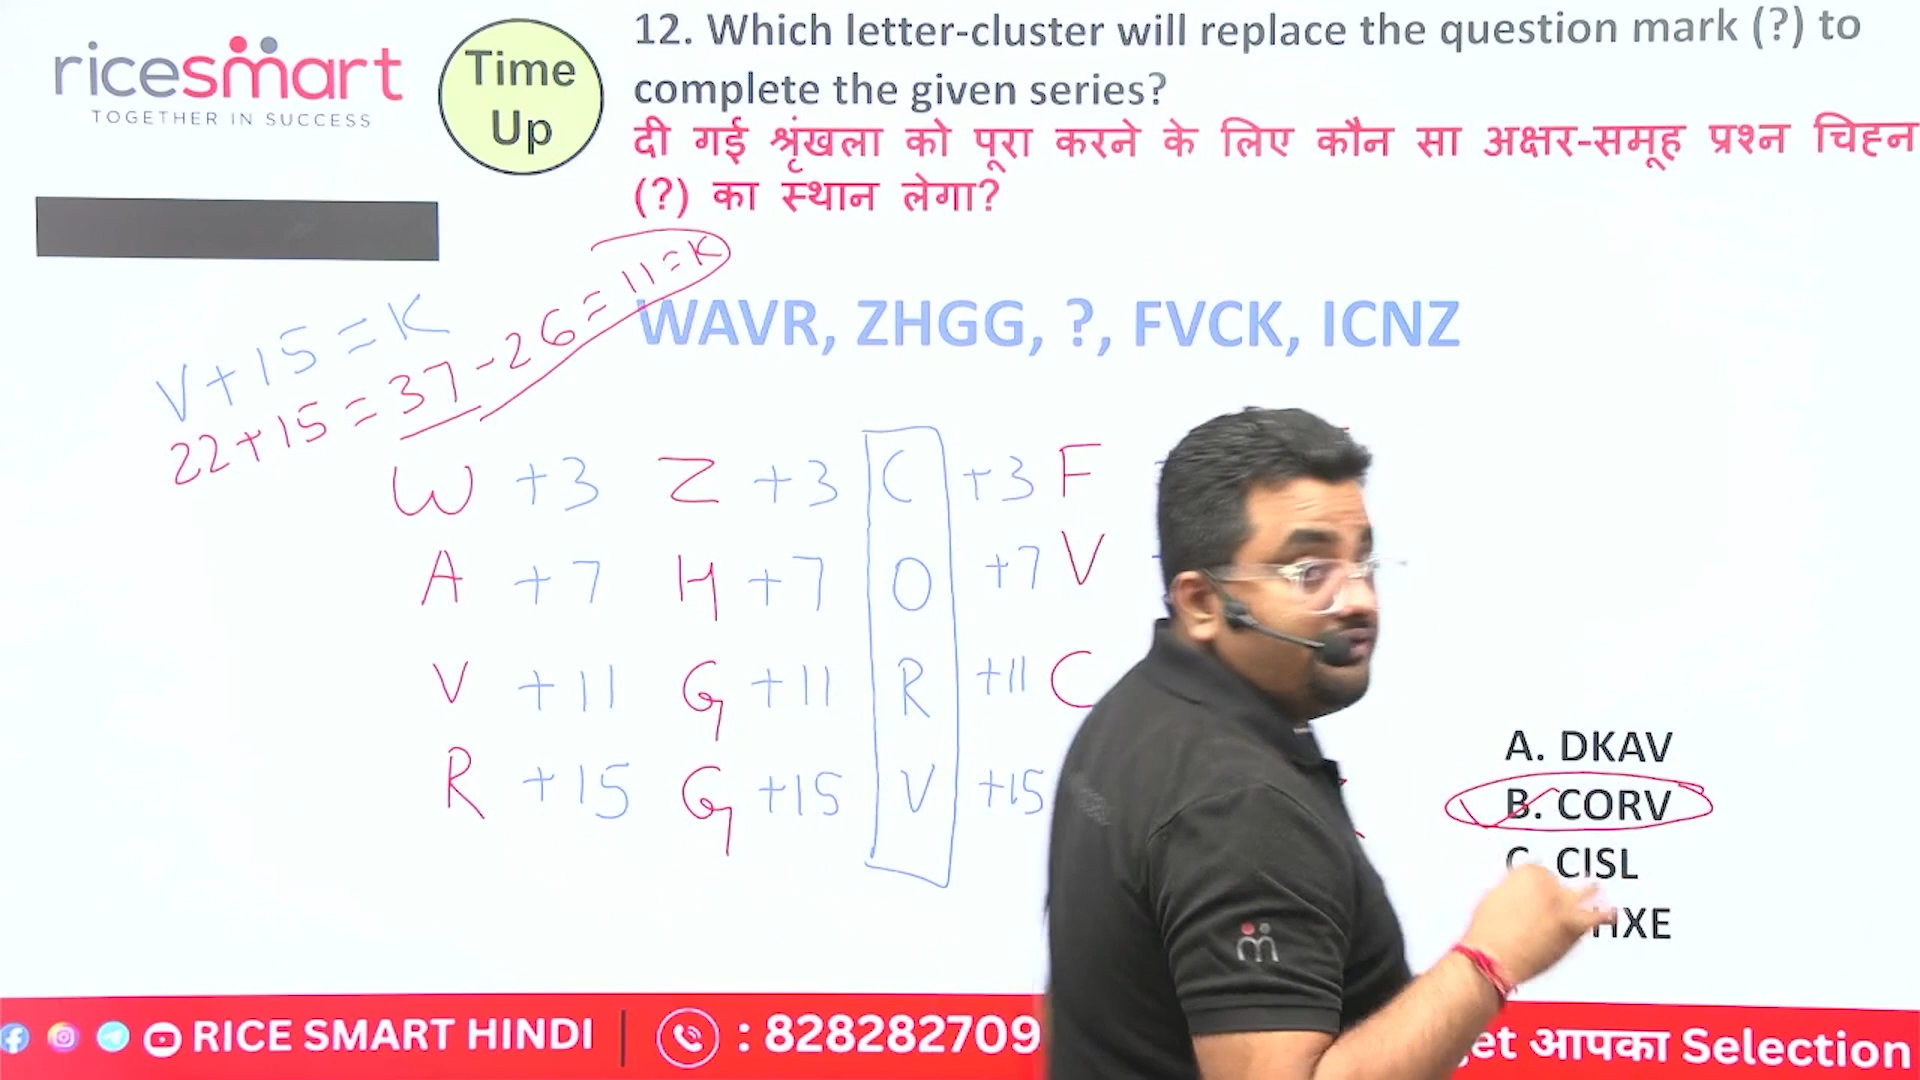 ricesmart
TOGETHER IN SUCCESS
Time
Up
12. Which letter-cluster will replace the question mark (?) to
complete the given series?
दी गई श्रृंखला को पूरा करने के लिए कौन सा अक्षर-समूह प्रश्न चिह्न
(?) का स्थान लेगा?
V+15=K
22+15=37-26=11=K
WAVR, ZHGG, ?, FVCK, ICNZ
W +3 Z +3 C +3 F
A +7 H +7 O +7 V
V +11 G +11 R +11 C
R +15 G +15 V +15
A. DKAV
B. CORV
C. CISL
HXE
RICE SMART HINDI
: 828282709
get आपका Selection